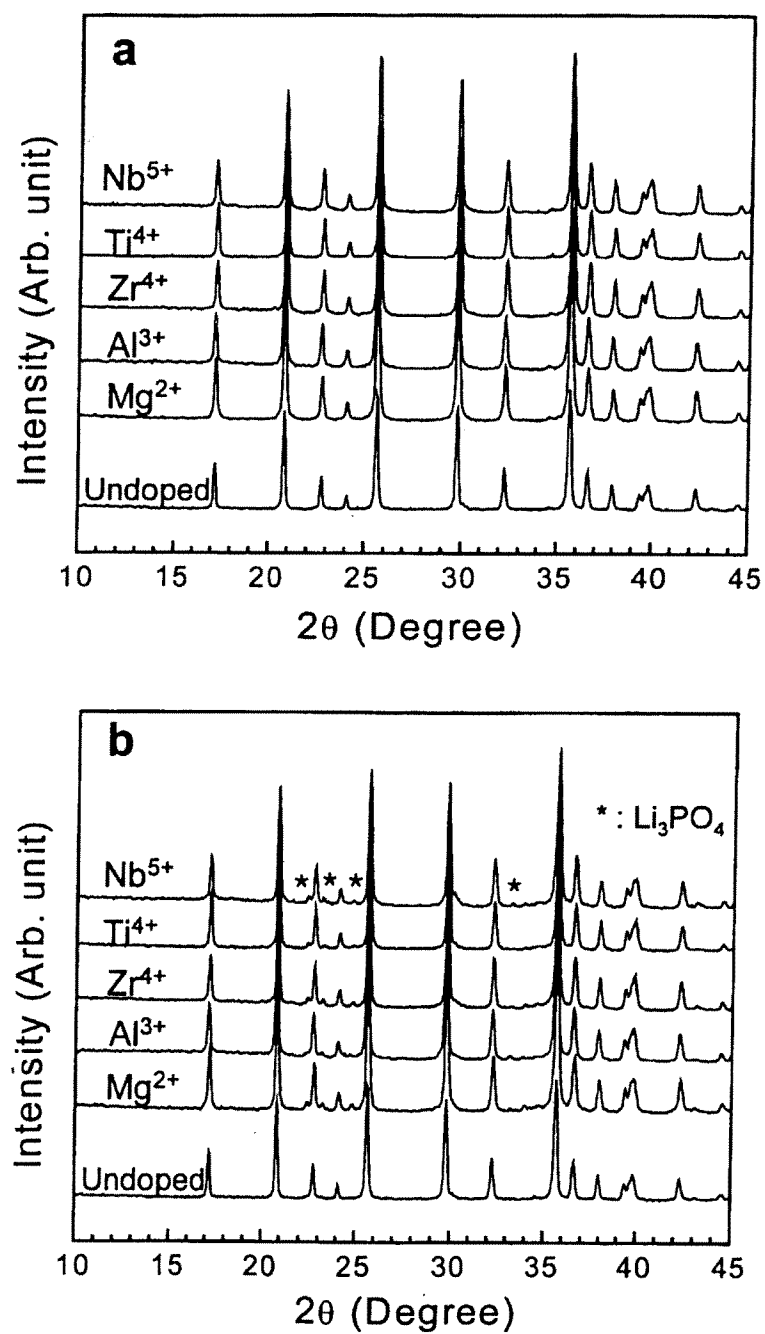 a
Intensity (Arb. unit)
Nb⁵⁺
Ti⁴⁺
Zr⁴⁺
Al³⁺
Mg²⁺
Undoped
10 15 20 25 30 35 40 45
2θ (Degree)
b
* : Li₃PO₄
Intensity (Arb. unit)
Nb⁵⁺
* * * *
Ti⁴⁺
Zr⁴⁺
Al³⁺
Mg²⁺
Undoped
10 15 20 25 30 35 40 45
2θ (Degree)